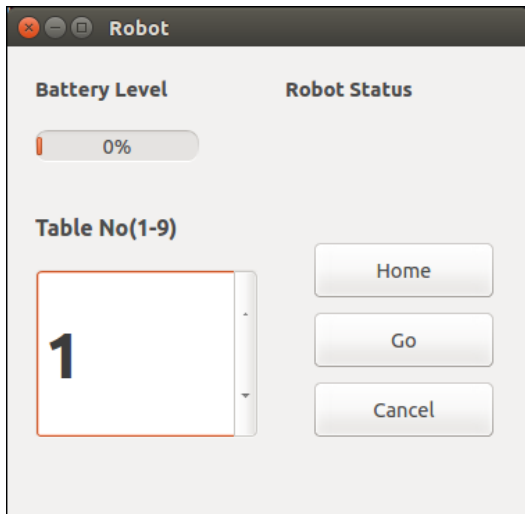 Robot
Battery Level
Robot Status
0%
Table No(1-9)
1
Home
Go
Cancel